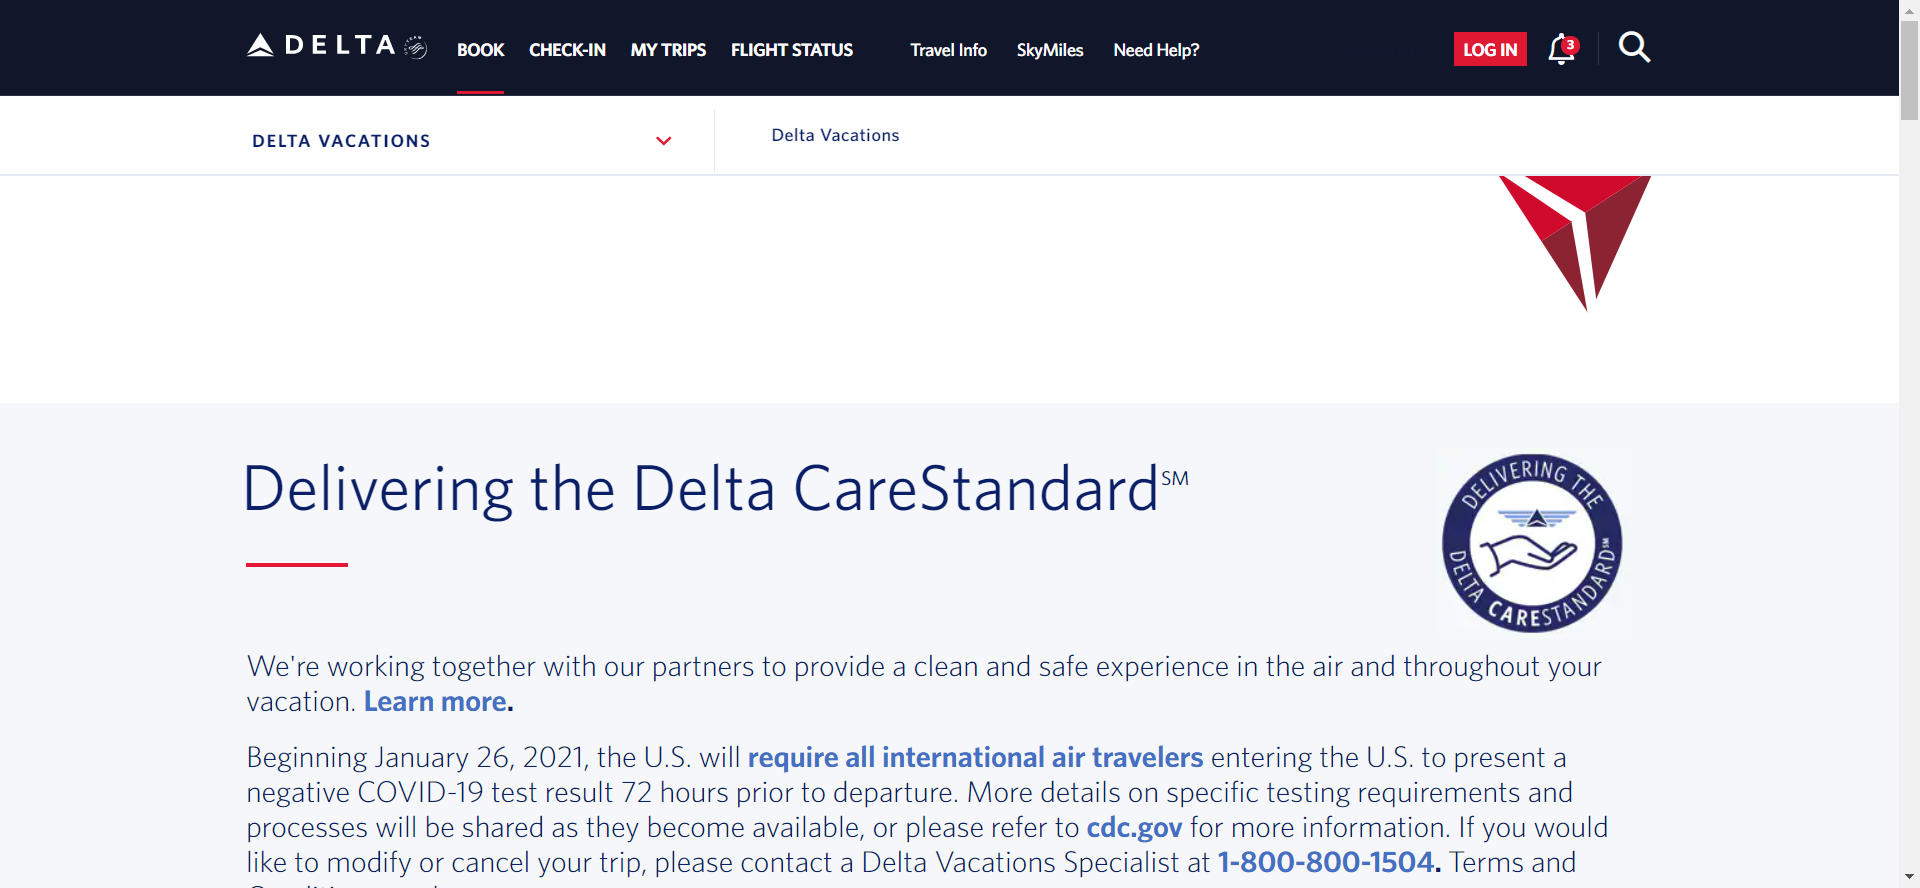 DELTA BOOK CHECK-IN MY TRIPS FLIGHT STATUS Travel Info SkyMiles Need Help? LOG IN 3
DELTA VACATIONS Delta Vacations
Delivering the Delta CareStandard℠
DELIVERING THE
DELTA CARESTANDARD℠
We're working together with our partners to provide a clean and safe experience in the air and throughout your
vacation. Learn more.
Beginning January 26, 2021, the U.S. will require all international air travelers entering the U.S. to present a
negative COVID-19 test result 72 hours prior to departure. More details on specific testing requirements and
processes will be shared as they become available, or please refer to cdc.gov for more information. If you would
like to modify or cancel your trip, please contact a Delta Vacations Specialist at 1-800-800-1504. Terms and